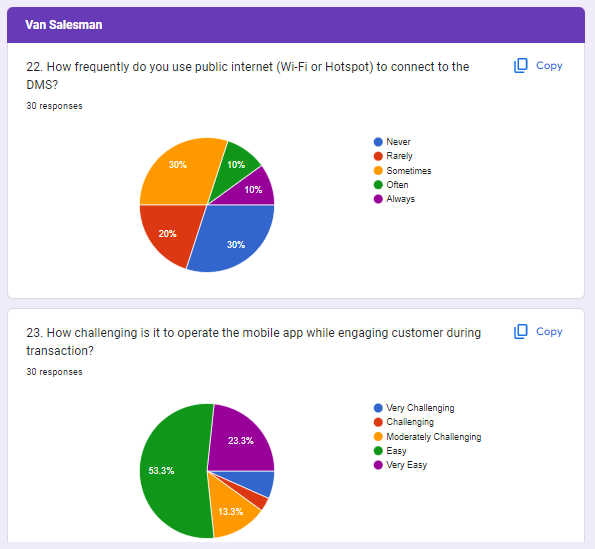 Van Salesman
22. How frequently do you use public internet (Wi-Fi or Hotspot) to connect to the
DMS?
Copy
30 responses
30%
10%
10%
20%
30%
Never
Rarely
Sometimes
Often
Always
23. How challenging is it to operate the mobile app while engaging customer during
transaction?
Copy
30 responses
23.3%
53.3%
13.3%
Very Challenging
Challenging
Moderately Challenging
Easy
Very Easy